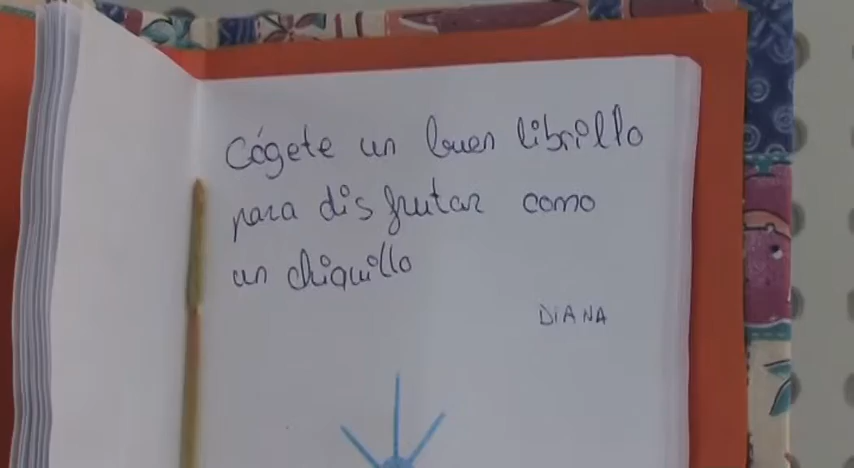 Cógete un buen librillo
para disfrutar como
un chiquillo
DIANA